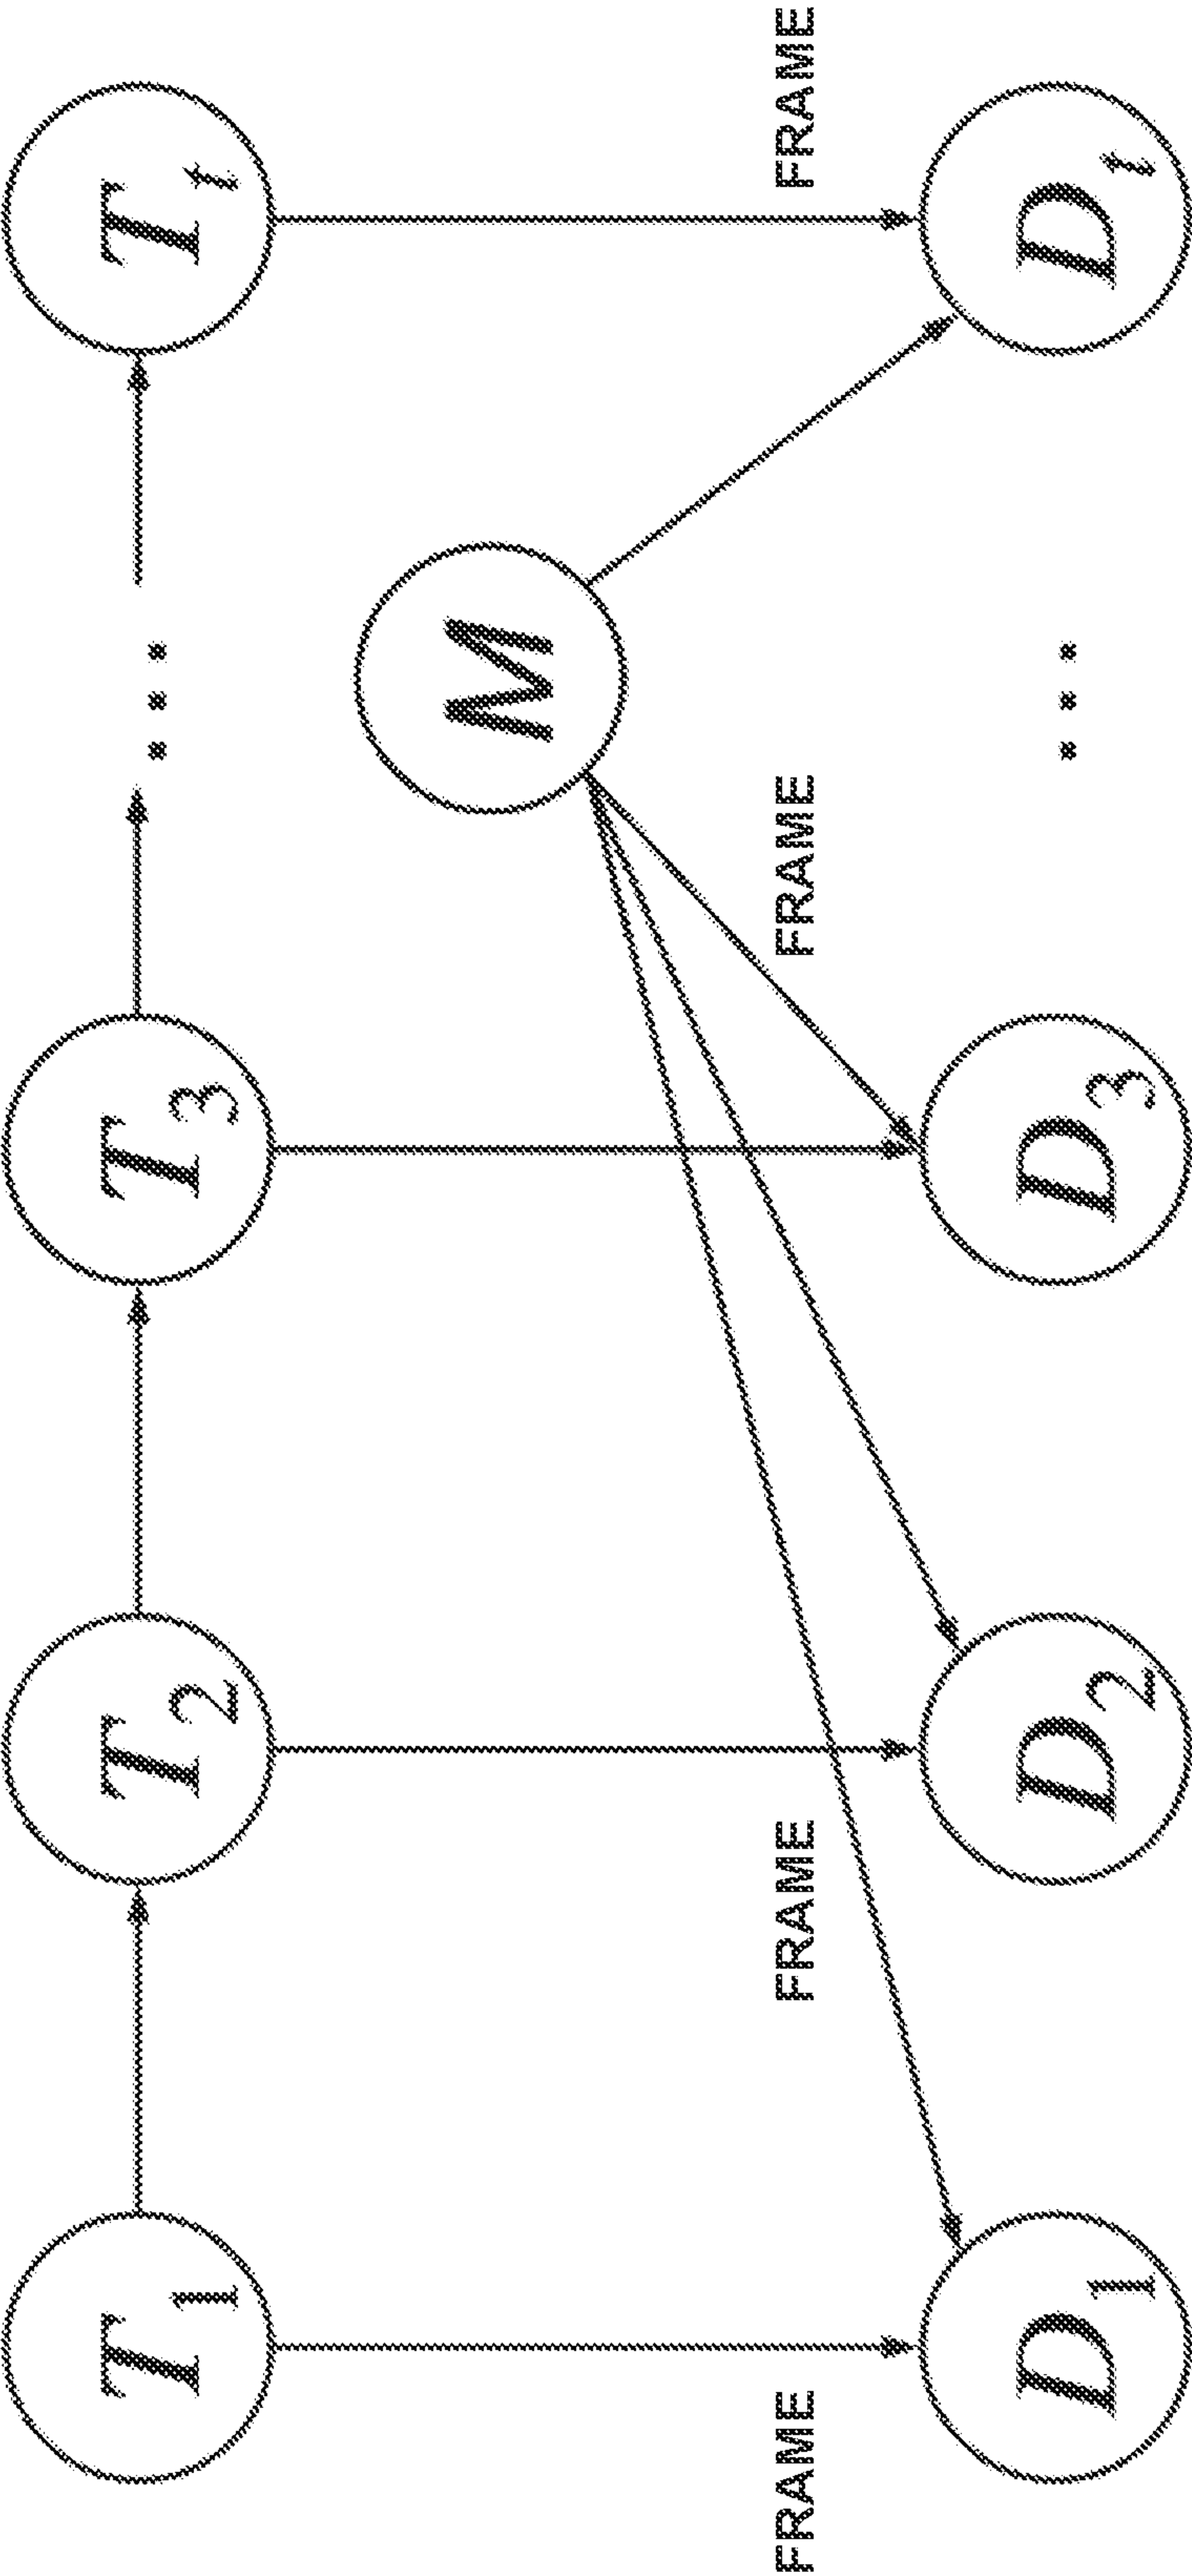 T1 T2 T3 ... Tt
M
FRAME FRAME FRAME FRAME
D1 D2 D3 ... Dt